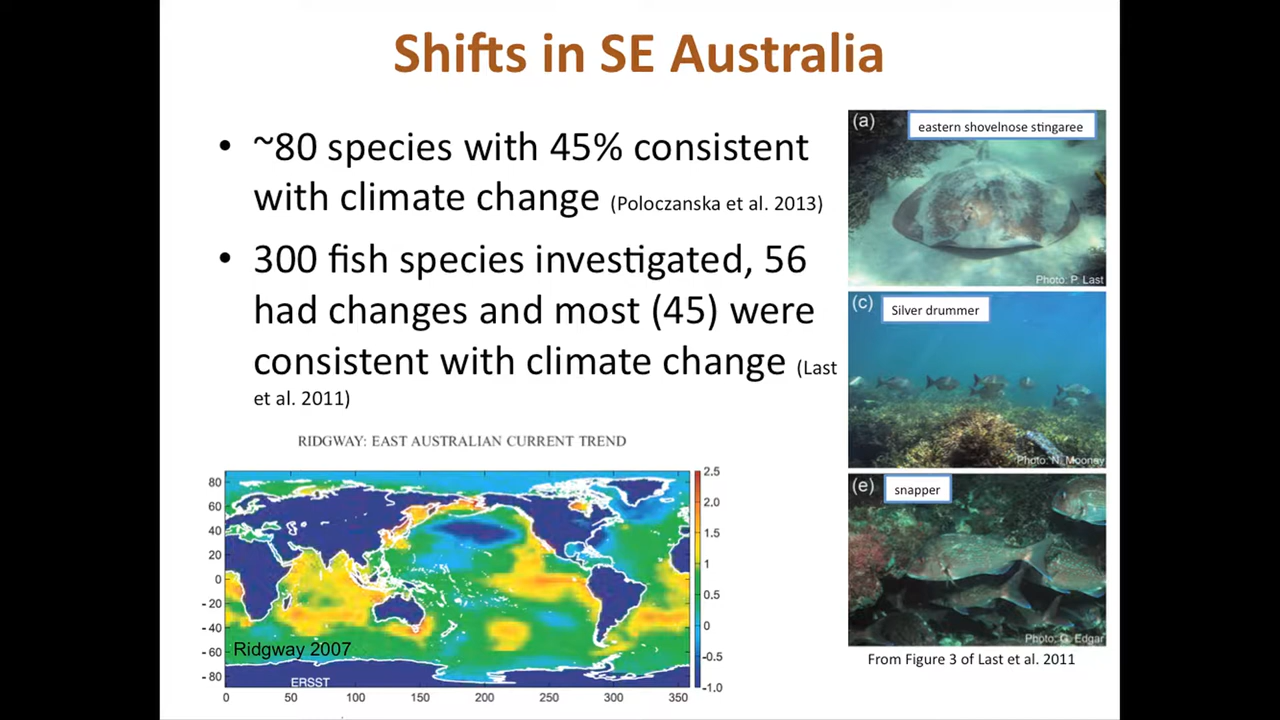 Shifts in SE Australia
• ~80 species with 45% consistent
with climate change (Poloczanska et al. 2013)
• 300 fish species investigated, 56
had changes and most (45) were
consistent with climate change (Last
et al. 2011)
RIDGWAY: EAST AUSTRALIAN CURRENT TREND
80
60
40
20
0
-20
-40
-60
-80
Ridgway 2007
ERSST
0 50 100 150 200 250 300 350
2.5
2.0
1.5
1
0.5
0
-0.5
-1.0
(a) eastern shovelnose stingaree
Photo: P. Last
(c) Silver drummer
Photo: N. Mooney
(e) snapper
Photo: G. Edgar
From Figure 3 of Last et al. 2011